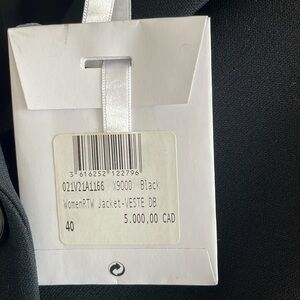 3 616252 122796
021V21A1166 X9000 Black
WomenRTW Jacket-VESTE DB
5.000,00 CAD
40